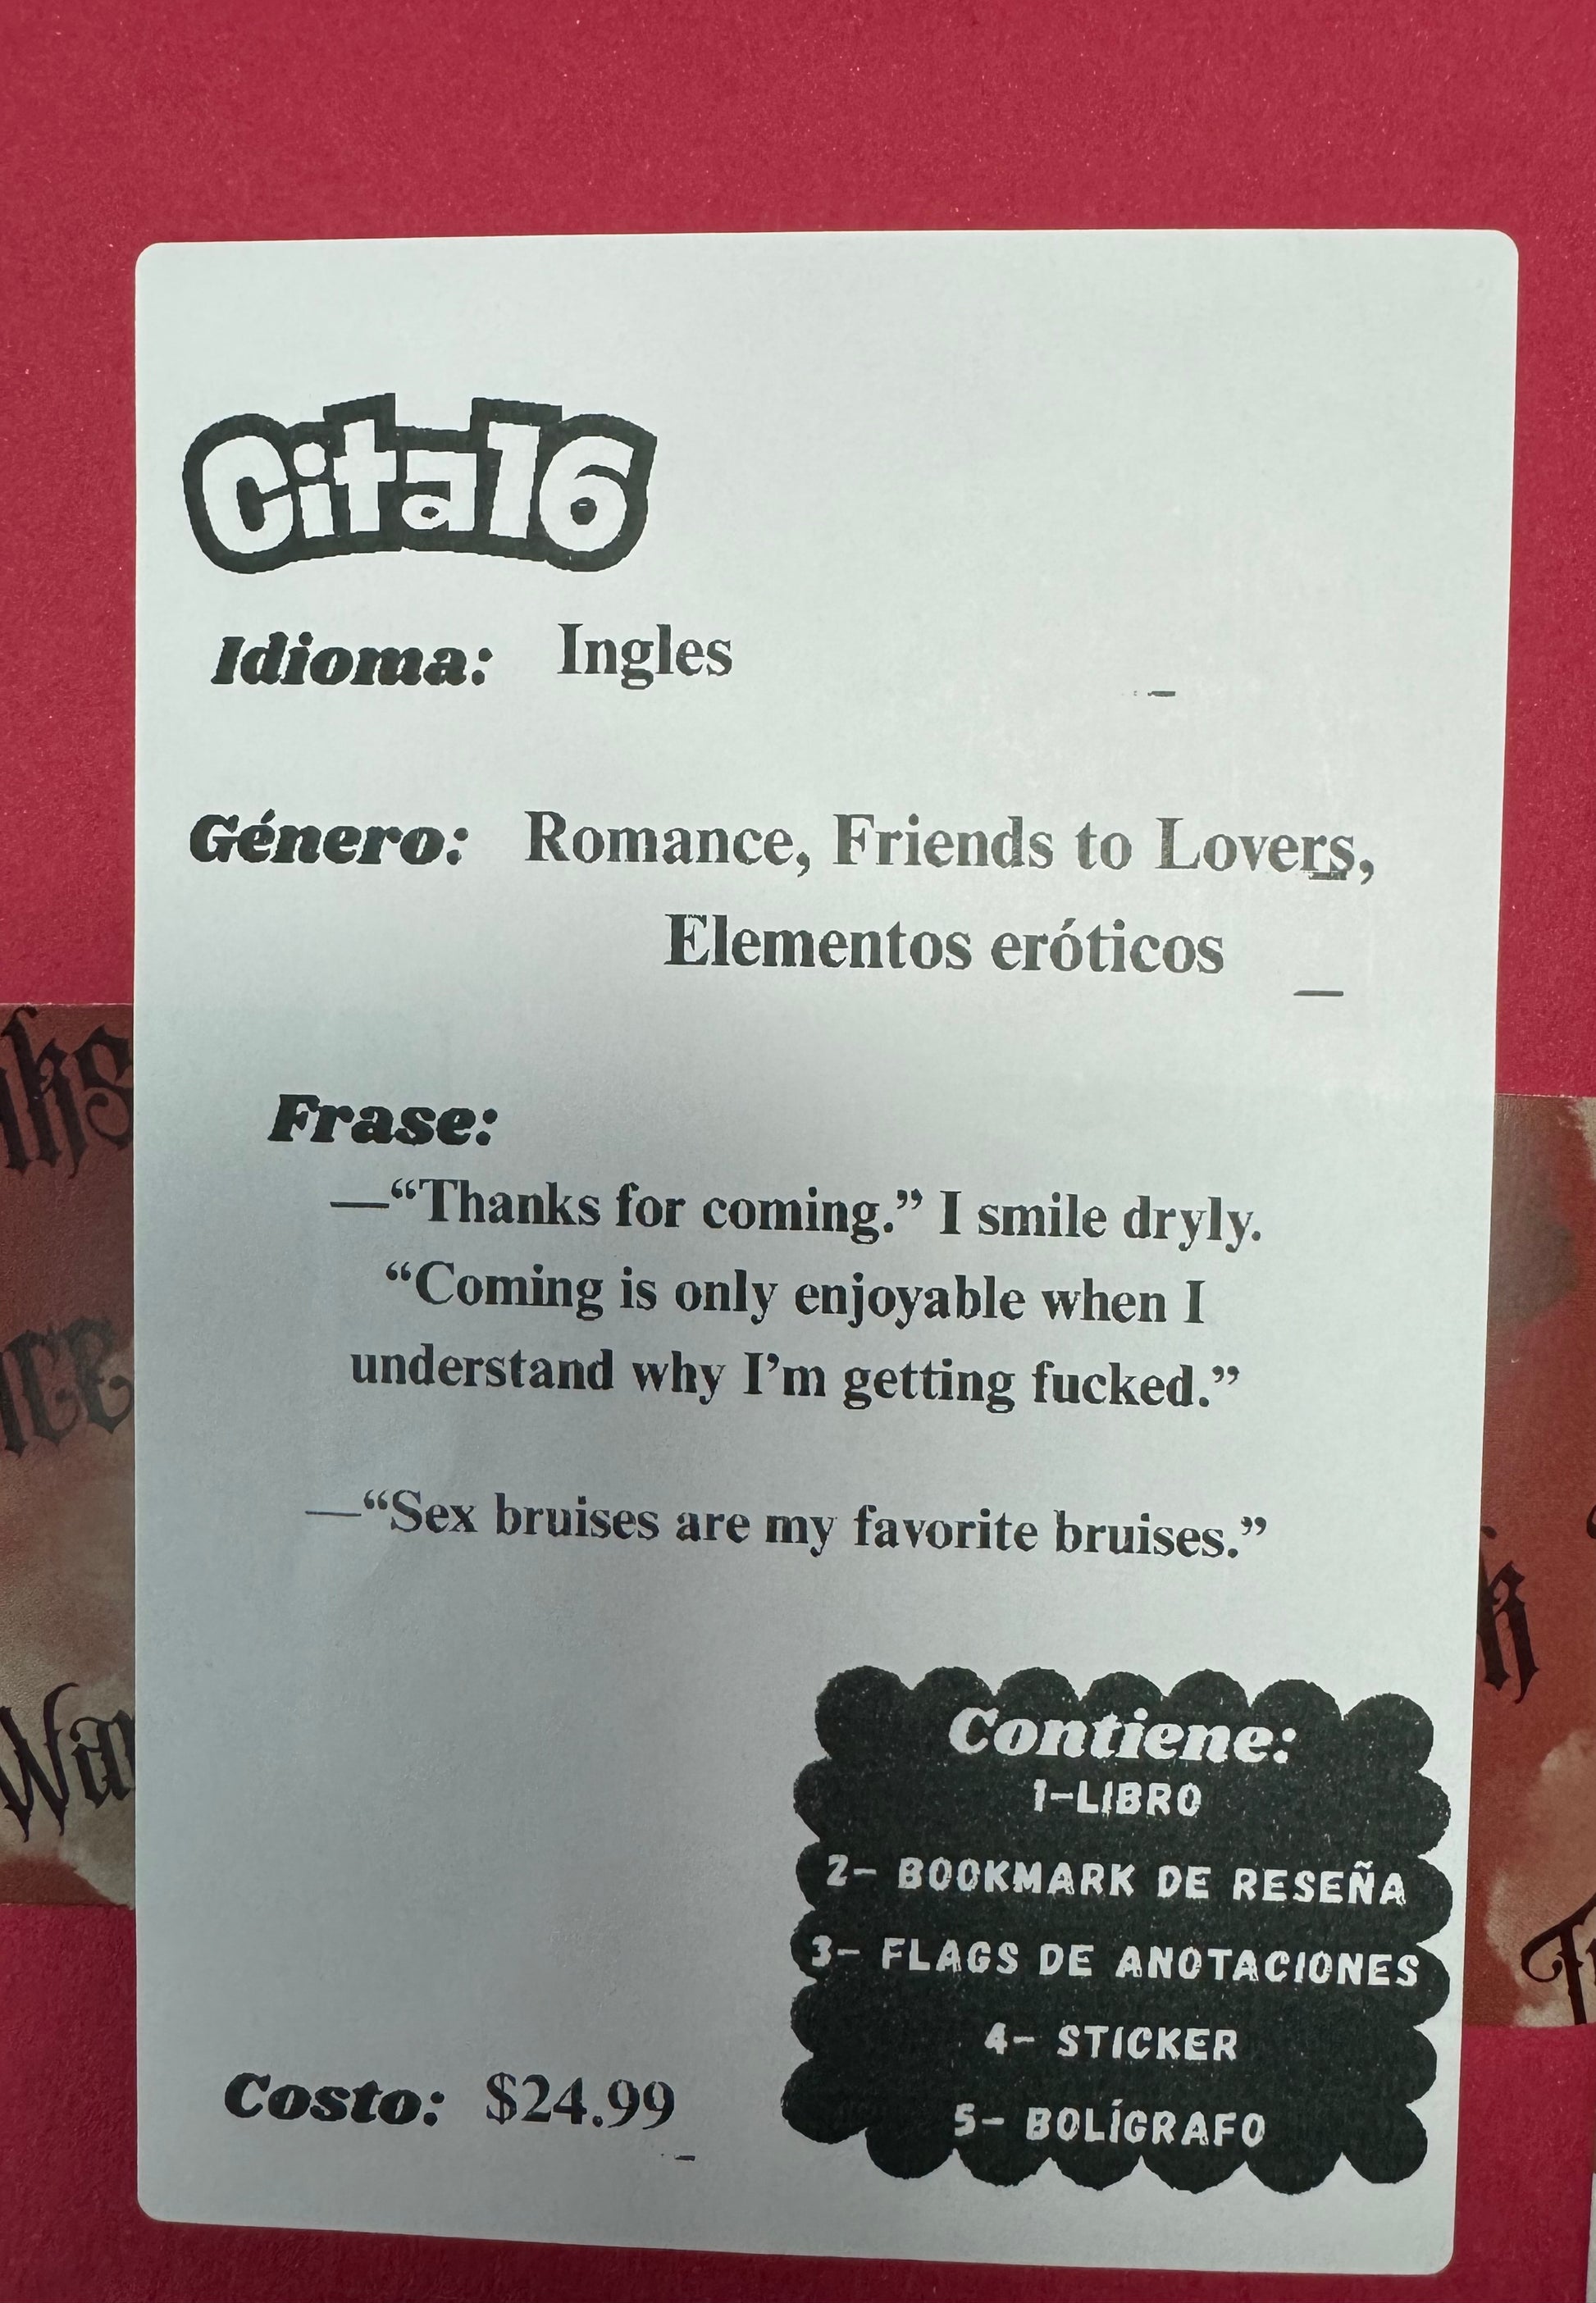 Cita 16
Idioma: Ingles
Género: Romance, Friends to Lovers,
Elementos eróticos
Frase:
—“Thanks for coming.” I smile dryly.
“Coming is only enjoyable when I
understand why I’m getting fucked.”
—“Sex bruises are my favorite bruises.”
Contiene:
1-LIBRO
2- BOOKMARK DE RESEÑA
3- FLAGS DE ANOTACIONES
4- STICKER
5- BOLÍGRAFO
Costo: $24.99